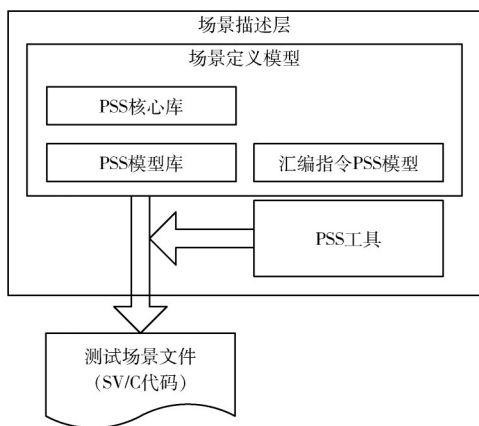 场景描述层
场景定义模型
PSS核心库
PSS模型库
汇编指令PSS模型
PSS工具
测试场景文件
（SV/C代码）